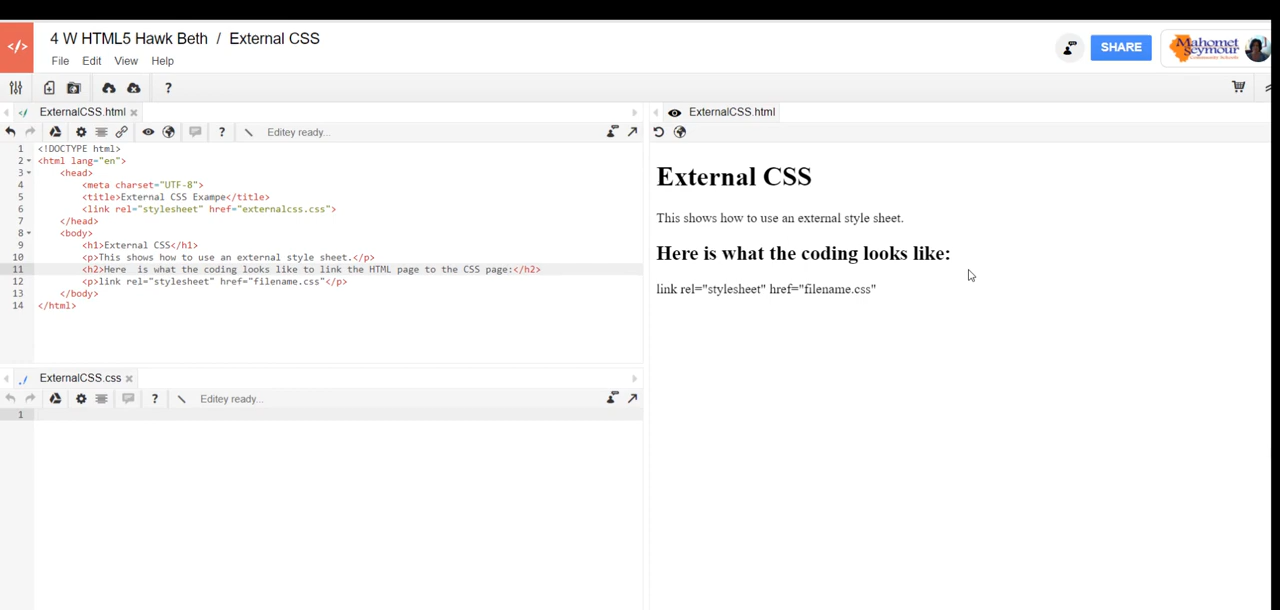 4 W HTML5 Hawk Beth / External CSS
File Edit View Help
SHARE
Mahomet
Seymour
?
ExternalCSS.html
? Editey ready...
1 <!DOCTYPE html>
2 <html lang="en">
3 <head>
4 <meta charset="UTF-8">
5 <title>External CSS Exampe</title>
6 <link rel="stylesheet" href="externalcss.css">
7 </head>
8 <body>
9 <h1>External CSS</h1>
10 <p>This shows how to use an external style sheet.</p>
11 <h2>Here  is what the coding looks like to link the HTML page to the CSS page:</h2>
12 <p>link rel="stylesheet" href="filename.css"</p>
13 </body>
14 </html>
ExternalCSS.css
? Editey ready...
1
ExternalCSS.html
External CSS
This shows how to use an external style sheet.
Here is what the coding looks like:
link rel="stylesheet" href="filename.css"